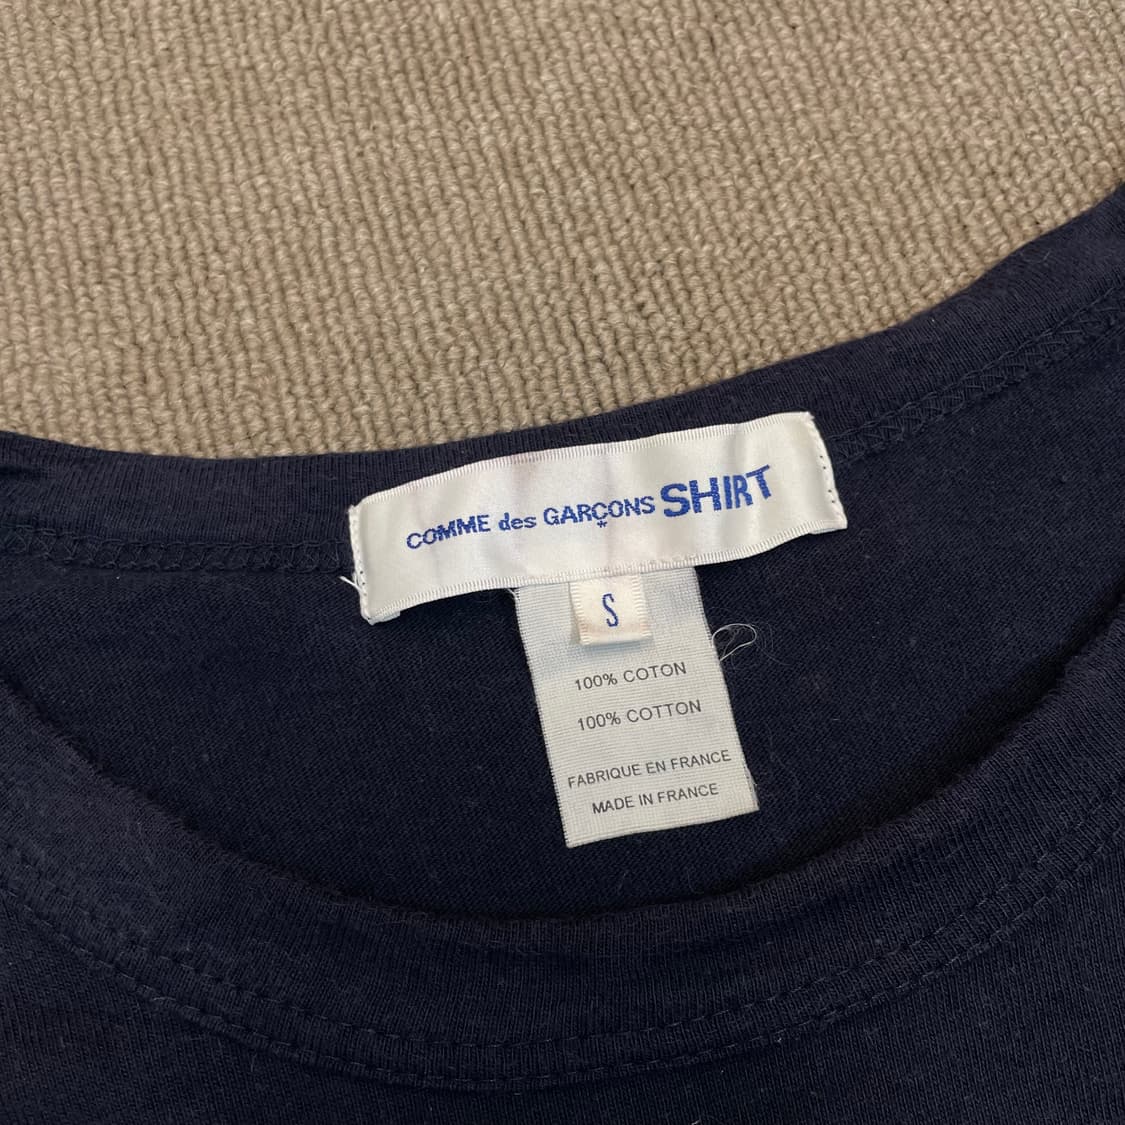 COMME des GARÇONS SHIRT
S
100% COTON
100% COTTON
FABRIQUE EN FRANCE
MADE IN FRANCE